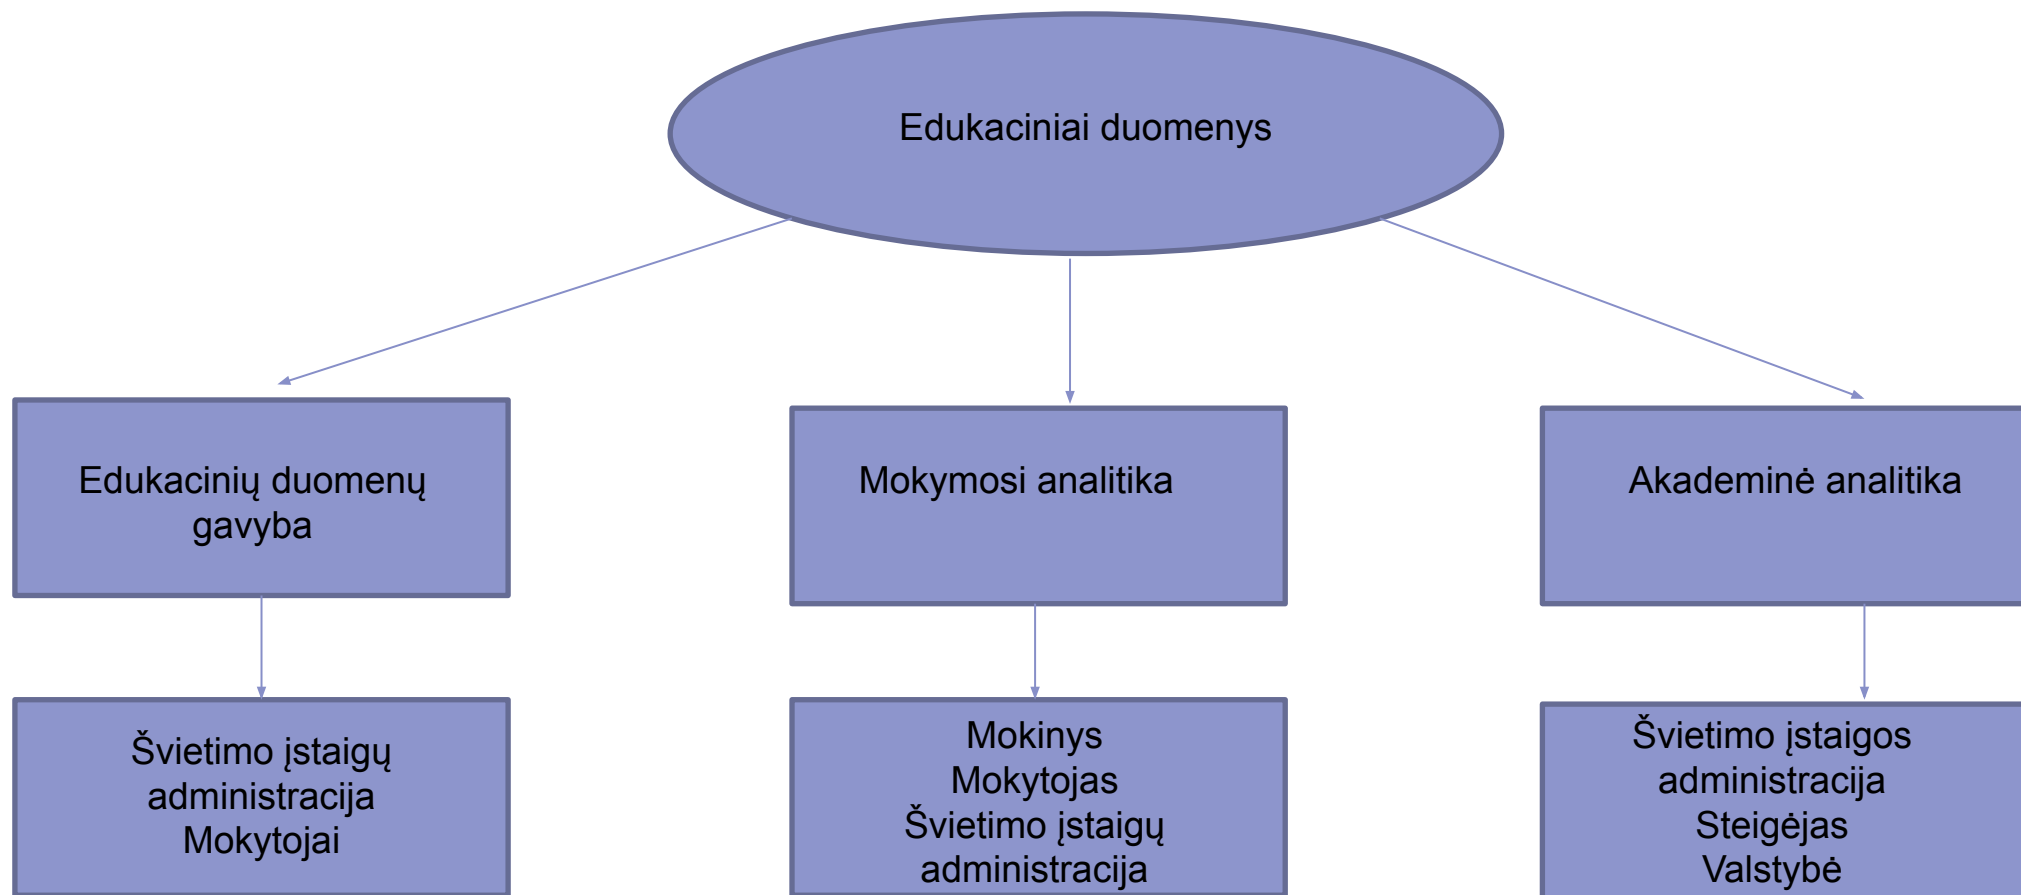 Edukaciniai duomenys
Edukacinių duomenų
gavyba
Mokymosi analitika
Akademinė analitika
Švietimo įstaigų
administracija
Mokytojai
Mokinys
Mokytojas
Švietimo įstaigų
administracija
Švietimo įstaigos
administracija
Steigėjas
Valstybė